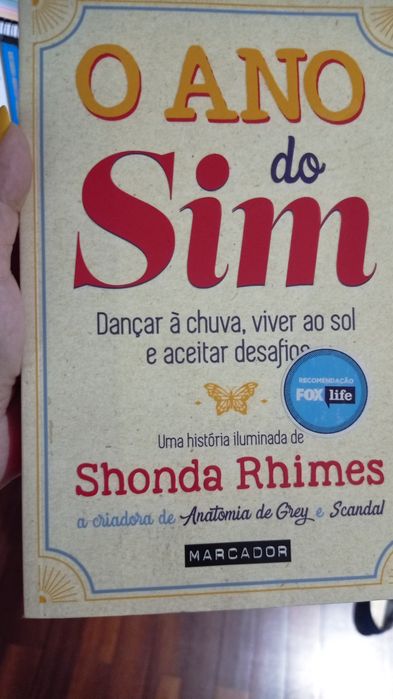 O ANO
do
Sim
Dançar à chuva, viver ao sol
e aceitar desafios
RECOMENDAÇÃO
FOX life
Uma história iluminada de
Shonda Rhimes
a criadora de Anatomia de Grey e Scandal
MARCADOR